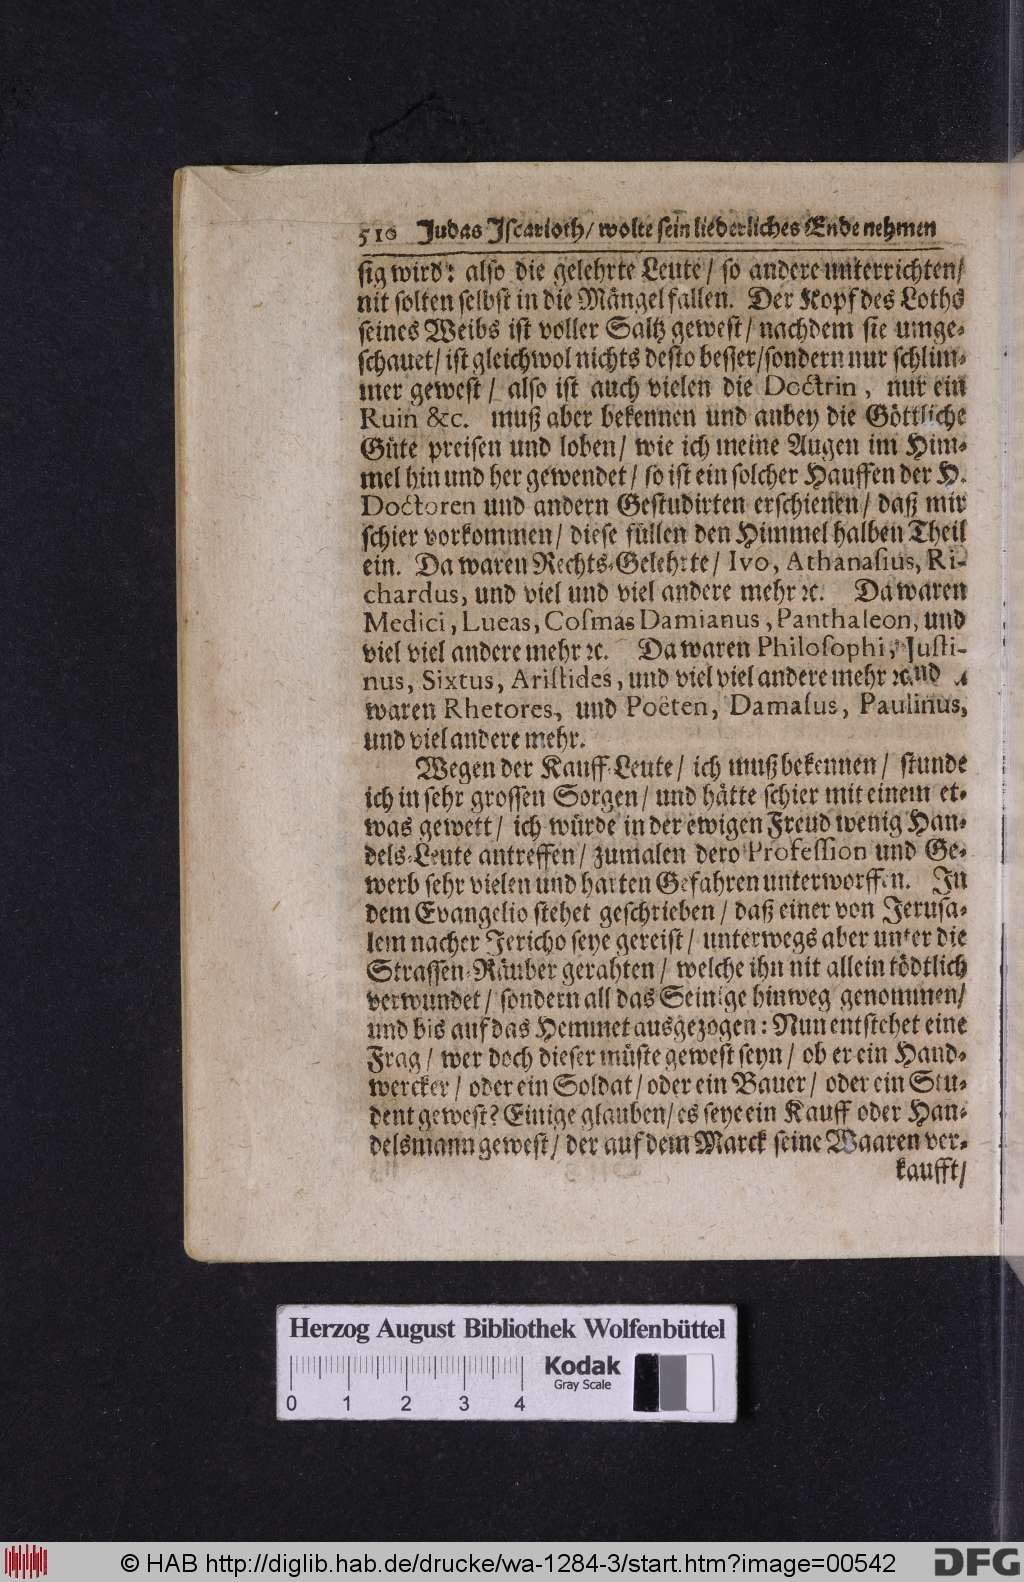 510 Judas Iscarioth / wolte sein liederliches Ende nehmen
sig wird: also die gelehrte Leute / so andere unterrichten /
nit solten selbst in die Mängel fallen. Der Kopf des Loths
seines Weibs ist voller Saltz gewest / nachdem sie umge-
schauet / ist gleichwol nichts desto besser / sondern nur schlim-
mer gewest / also ist auch vielen die Doctrin, nur ein
Ruin &c. muß aber bekennen und anbey die Göttliche
Güte preisen und loben / wie ich meine Augen im Him-
mel hin und her gewendet / so ist ein solcher Hauffen der H.
Doctoren und andern Gestudirten erschienen / daß mir
schier vorkommen / diese füllen den Himmel halben Theil
ein. Da waren Rechts-Gelehrte / Ivo, Athanasius, Ri-
chardus, und viel und viel andere mehr ꝛc. Da waren
Medici, Lucas, Cosmas Damianus, Panthaleon, und
viel viel andere mehr ꝛc. Da waren Philosophi, Justi-
nus, Sixtus, Aristides, und viel viel andere mehr ꝛc. und
waren Rhetores, und Poëten, Damasus, Paulinus,
und viel andere mehr.
Wegen der Kauff-Leute / ich muß bekennen / stunde
ich in sehr grossen Sorgen / und hätte schier mit einem et-
was gewett / ich würde in der ewigen Freud wenig Han-
dels-Leute antreffen / zumalen dero Profession und Ge-
werb sehr vielen und harten Gefahren unterworffen. In
dem Evangelio stehet geschrieben / daß einer von Jerusa-
lem nacher Jericho seye gereist / unterwegs aber unter die
Strassen-Räuber gerahten / welche ihn nit allein tödtlich
verwundet / sondern all das Seinige hinweg genommen /
und bis auf das Hemmet ausgezogen: Nun entstehet eine
Frag / wer doch dieser müste gewest seyn / ob er ein Hand-
wercker / oder ein Soldat / oder ein Bauer / oder ein Stu-
dent gewest? Einige glauben / es seye ein Kauff oder Han-
delsmann gewest / der auf dem Marck seine Waaren ver-
kaufft /
Herzog August Bibliothek Wolfenbüttel
Kodak
Gray Scale
0 1 2 3 4
© HAB http://diglib.hab.de/drucke/wa-1284-3/start.htm?image=00542
DFG